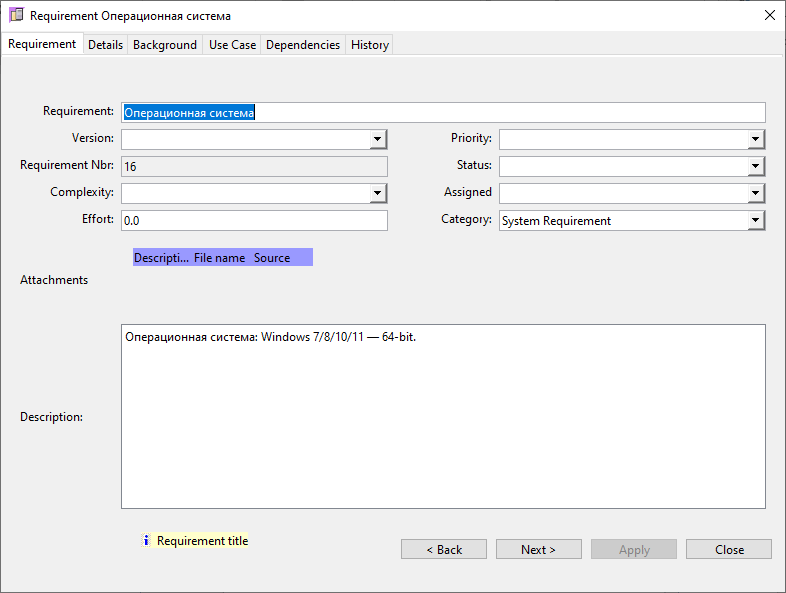 Requirement Операционная система
Requirement Details Background Use Case Dependencies History
Requirement: Операционная система
Version: Priority:
Requirement Nbr: 16 Status:
Complexity: Assigned
Effort: 0.0 Category: System Requirement
Descripti... File name Source
Attachments
Операционная система: Windows 7/8/10/11 — 64-bit.
Description:
Requirement title
< Back Next > Apply Close